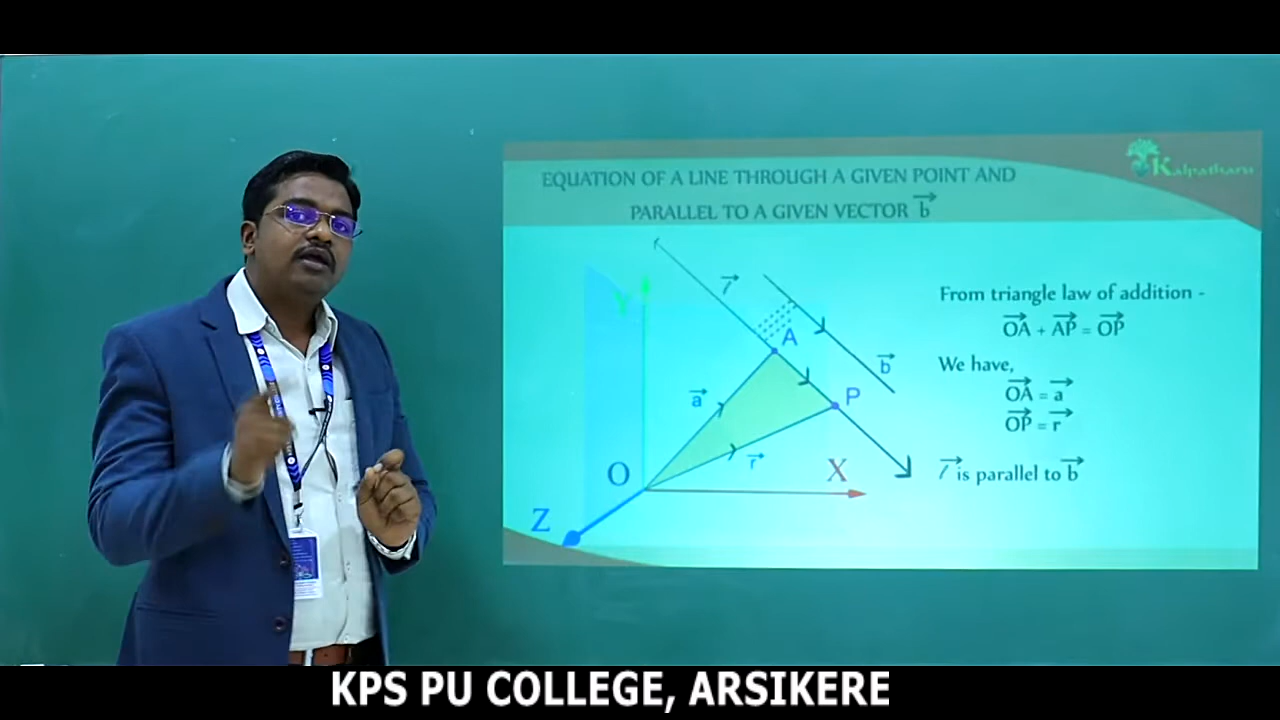 Kalpatharu
EQUATION OF A LINE THROUGH A GIVEN POINT AND
PARALLEL TO A GIVEN VECTOR b⃗
Y
l⃗
A
b⃗
a⃗
P
r⃗
O
X
Z
From triangle law of addition -
OA⃗ + AP⃗ = OP⃗
We have,
OA⃗ = a⃗
OP⃗ = r⃗
l⃗ is parallel to b⃗
KPS PU COLLEGE, ARSIKERE